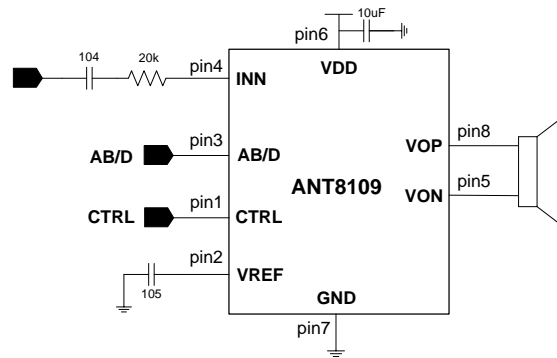 10uF
pin6
104
20k
pin4
VDD
INN
pin3
pin8
AB/D
AB/D
VOP
ANT8109
pin1
pin5
VON
CTRL
CTRL
pin2
VREF
105
GND
pin7